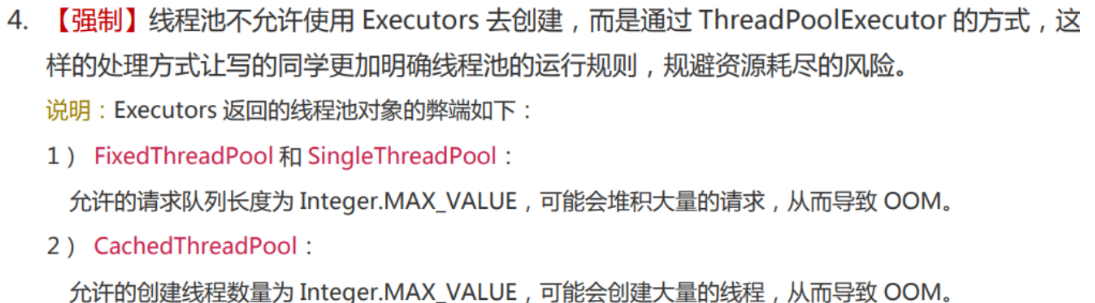 4. 【强制】线程池不允许使用 Executors 去创建，而是通过 ThreadPoolExecutor 的方式，这
样的处理方式让写的同学更加明确线程池的运行规则，规避资源耗尽的风险。
说明：Executors 返回的线程池对象的弊端如下：
1） FixedThreadPool 和 SingleThreadPool：
允许的请求队列长度为 Integer.MAX_VALUE，可能会堆积大量的请求，从而导致 OOM。
2） CachedThreadPool：
允许的创建线程数量为 Integer.MAX_VALUE，可能会创建大量的线程，从而导致 OOM。